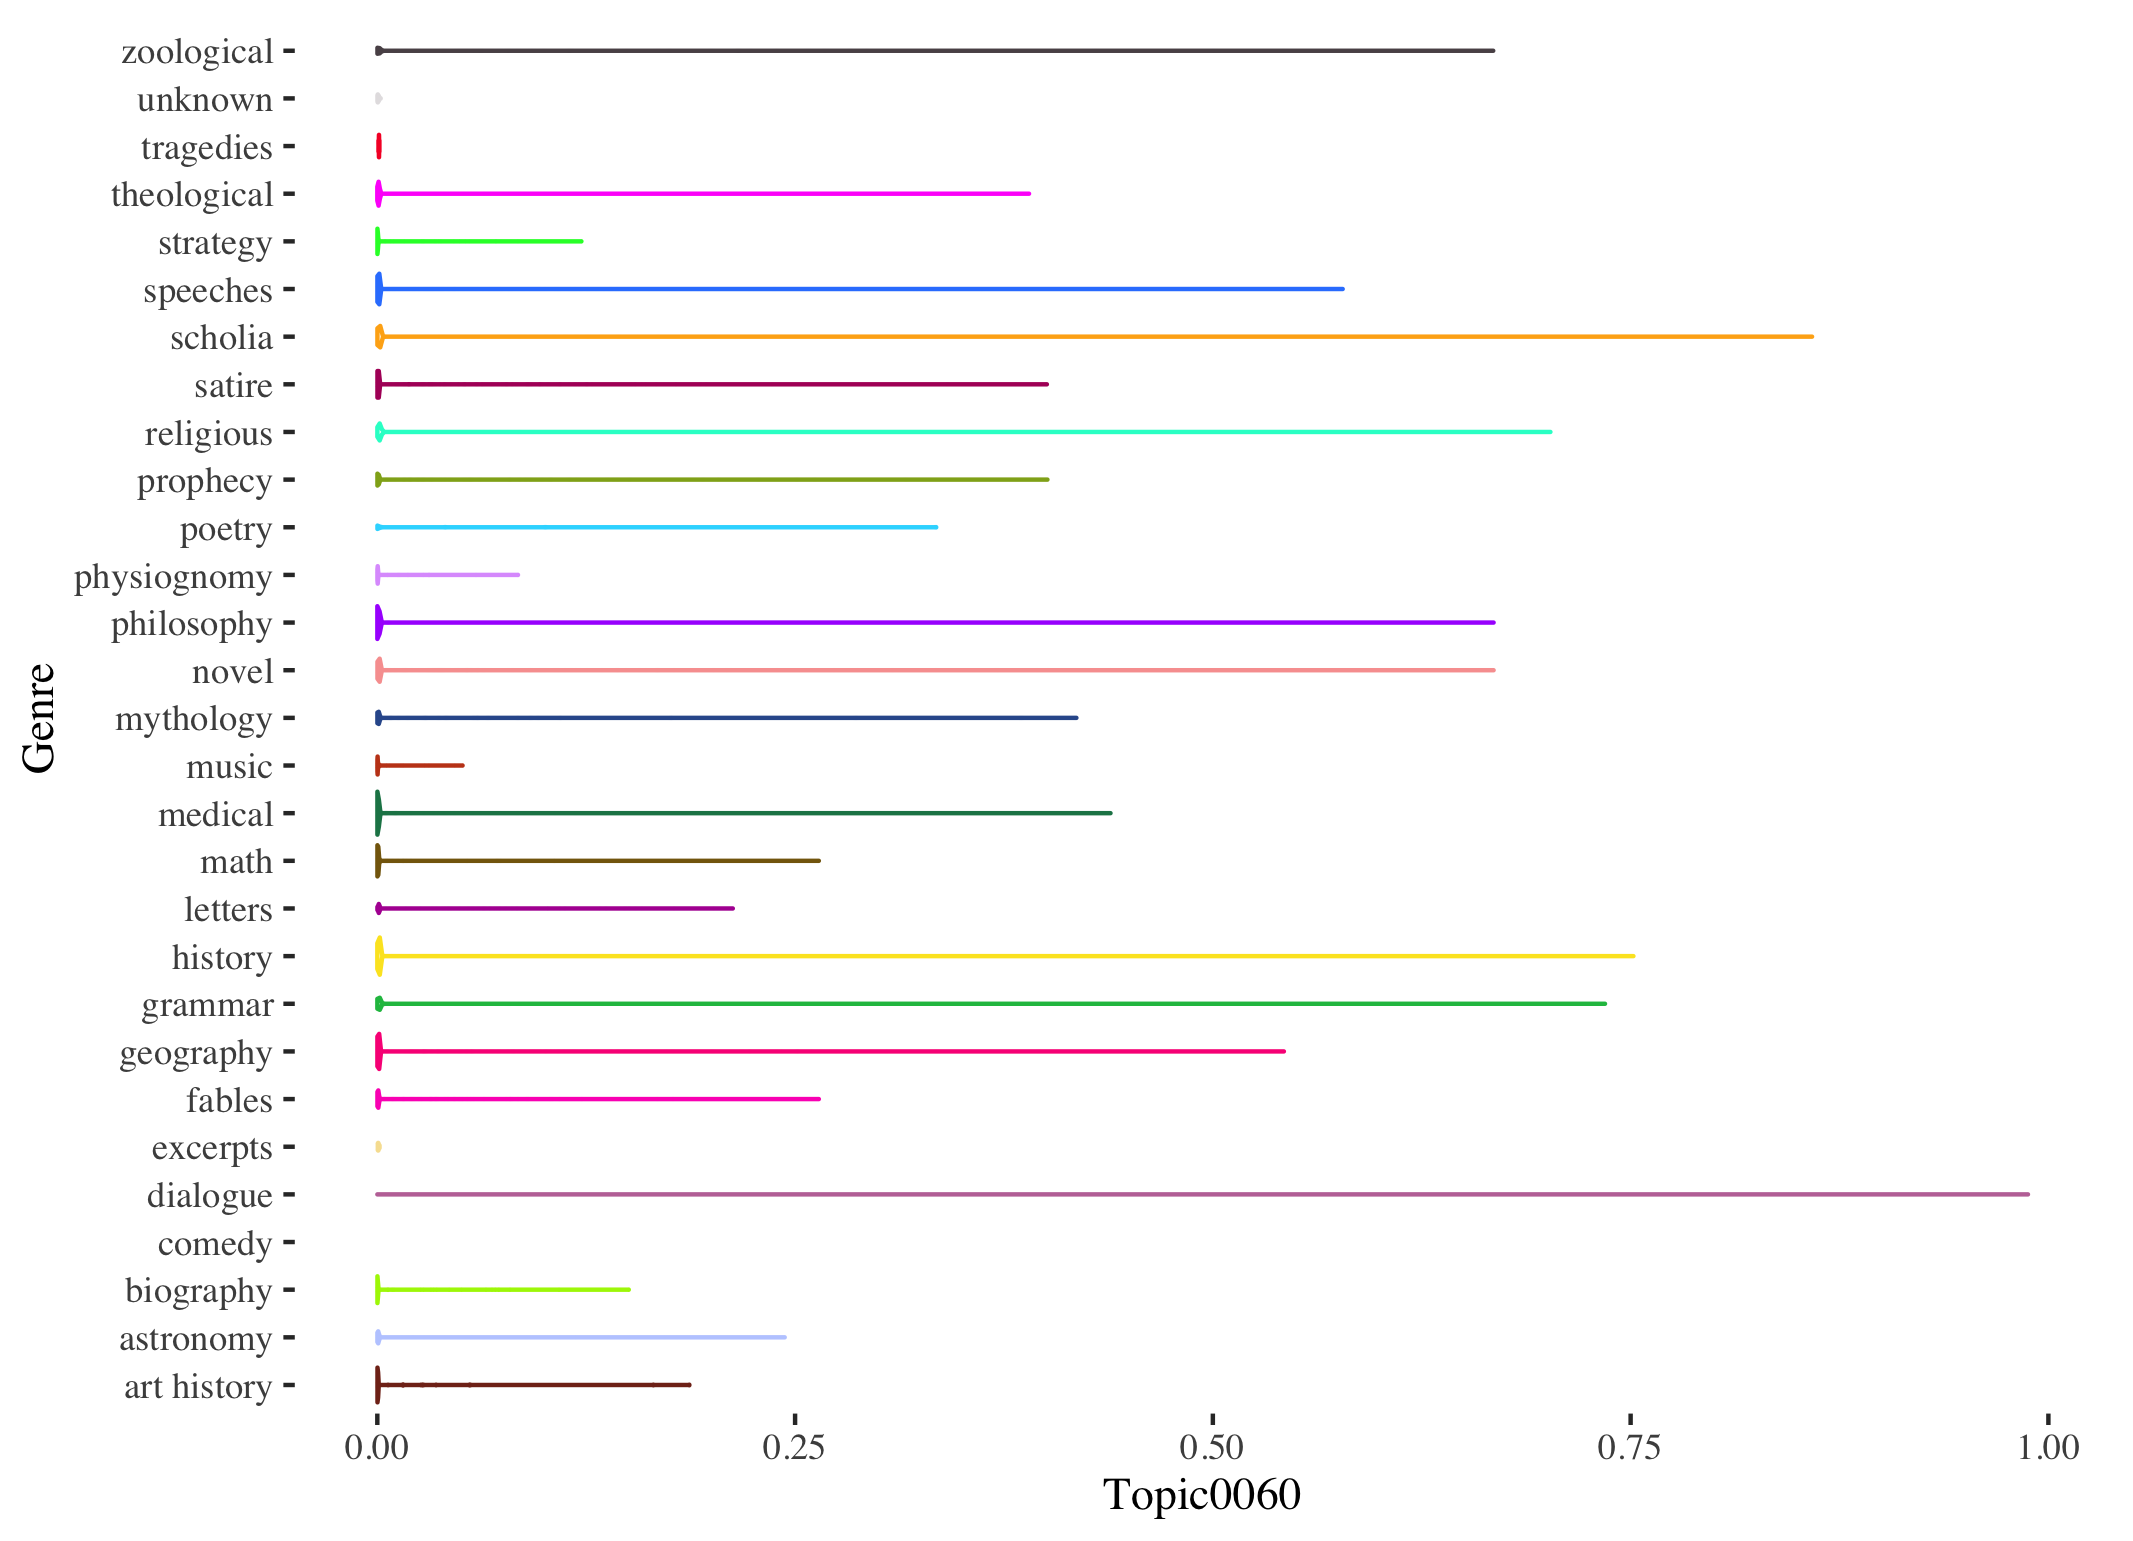 zoological
unknown
tragedies
theological
strategy
speeches
scholia
satire
religious
prophecy
poetry
physiognomy
philosophy
novel
mythology
music
medical
math
letters
history
grammar
geography
fables
excerpts
dialogue
comedy
biography
astronomy
art history
Genre
0.00 0.25 0.50 0.75 1.00
Topic0060